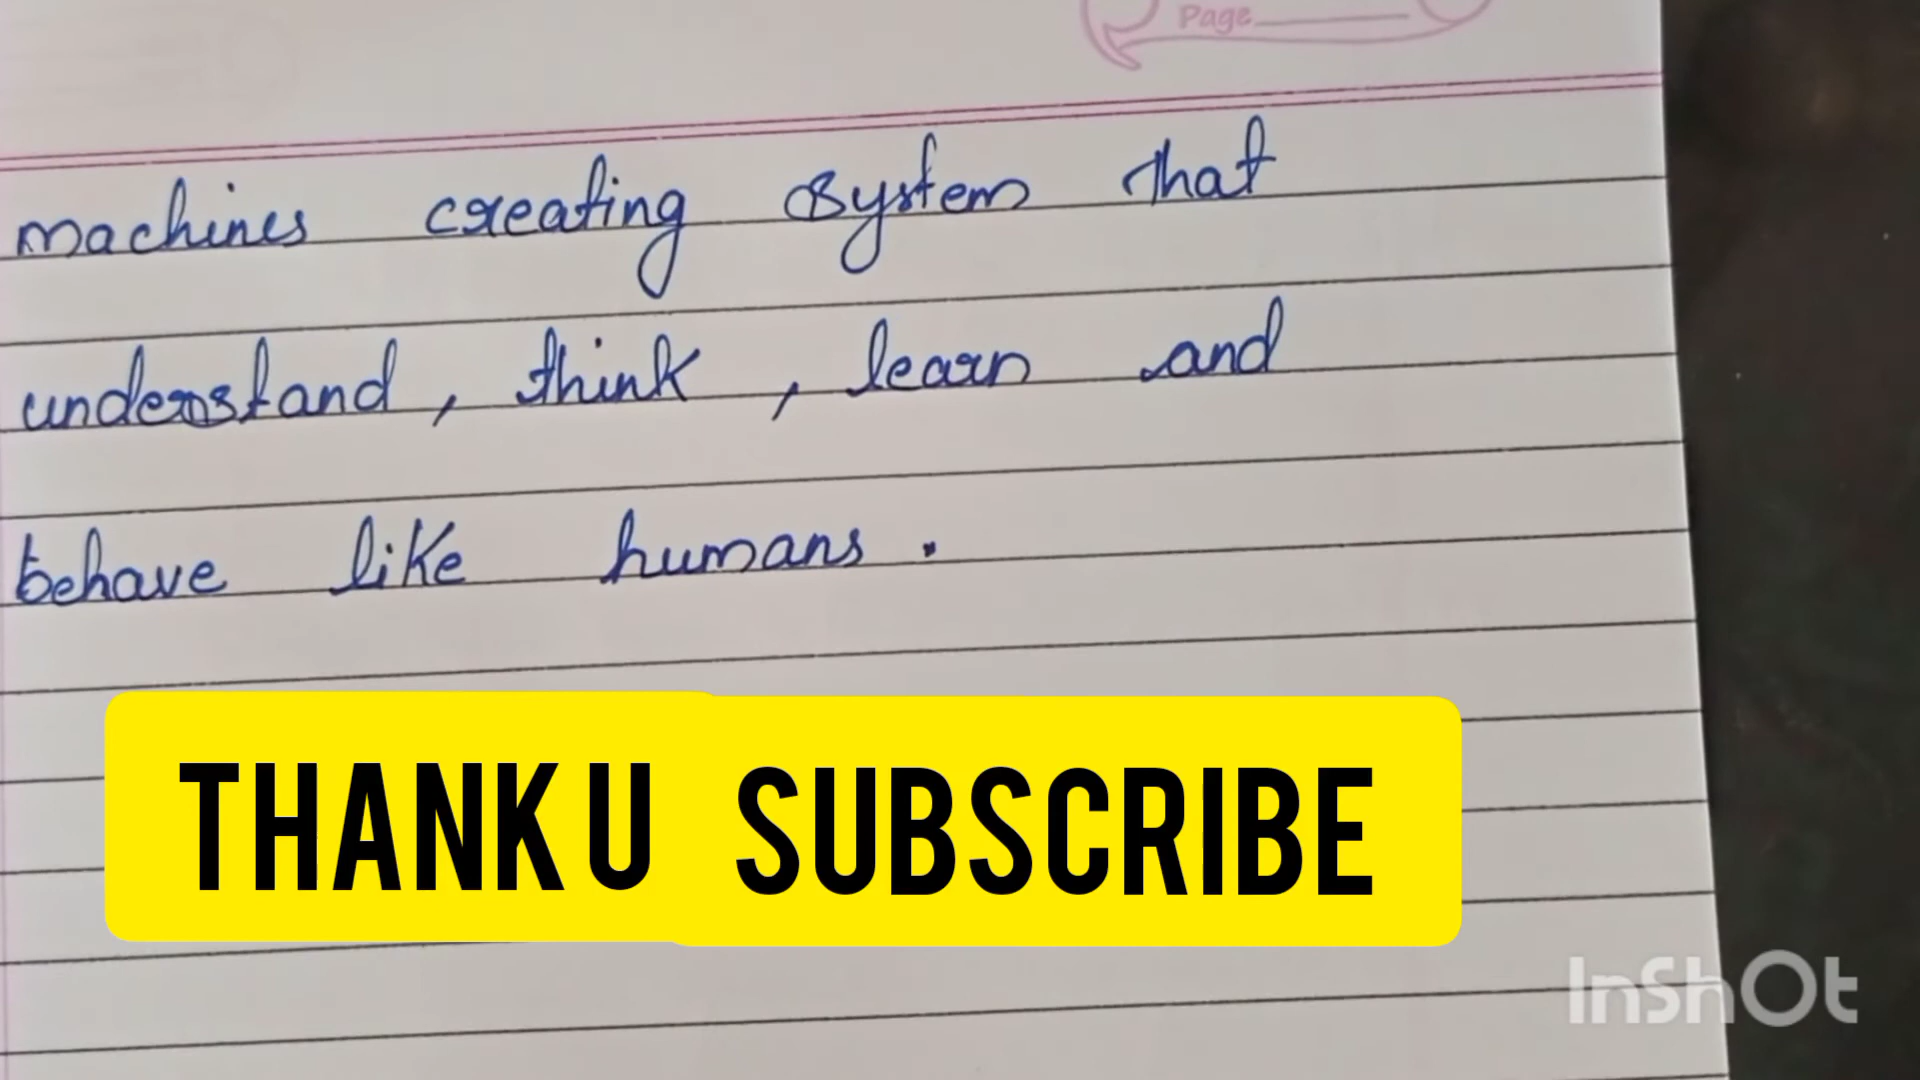 Page
machines creating system that
understand, think, learn and
behave like humans.
THANK U SUBSCRIBE
InShOt